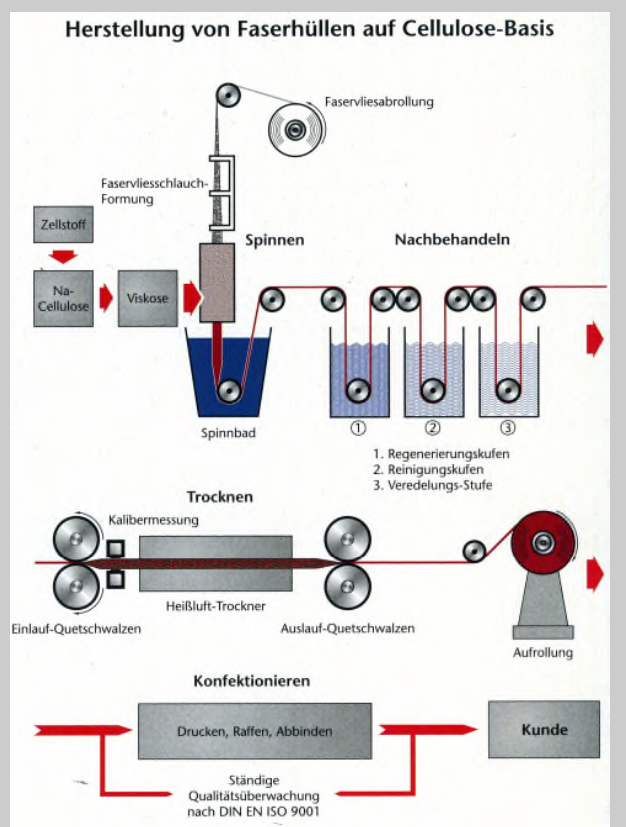 Herstellung von Faserhüllen auf Cellulose-Basis
Faservliesabrollung
Faservliesschlauch-
Formung
Zellstoff
Spinnen
Nachbehandeln
Na-
Cellulose
Viskose
Spinnbad
1
2
3
1. Regenerierungskufen
2. Reinigungskufen
3. Veredelungs-Stufe
Trocknen
Kalibermessung
Heißluft-Trockner
Einlauf-Quetschwalzen
Auslauf-Quetschwalzen
Aufrollung
Konfektionieren
Drucken, Raffen, Abbinden
Kunde
Ständige
Qualitätsüberwachung
nach DIN EN ISO 9001